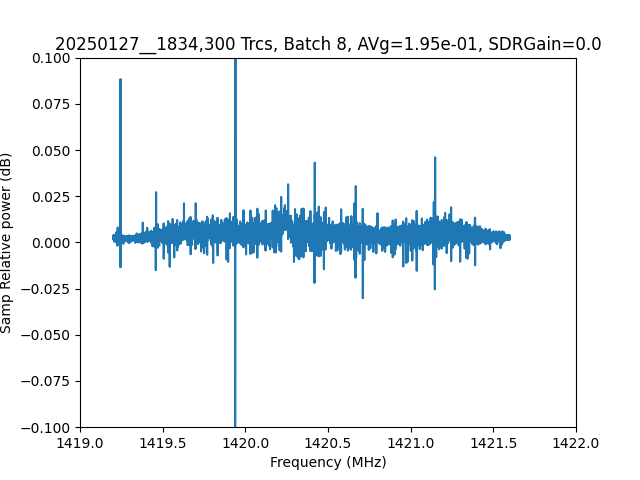 20250127__1834,300 Trcs, Batch 8, AVg=1.95e-01, SDRGain=0.0
0.100
0.075
0.050
0.025
0.000
−0.025
−0.050
−0.075
−0.100
Samp Relative power (dB)
1419.0 1419.5 1420.0 1420.5 1421.0 1421.5 1422.0
Frequency (MHz)